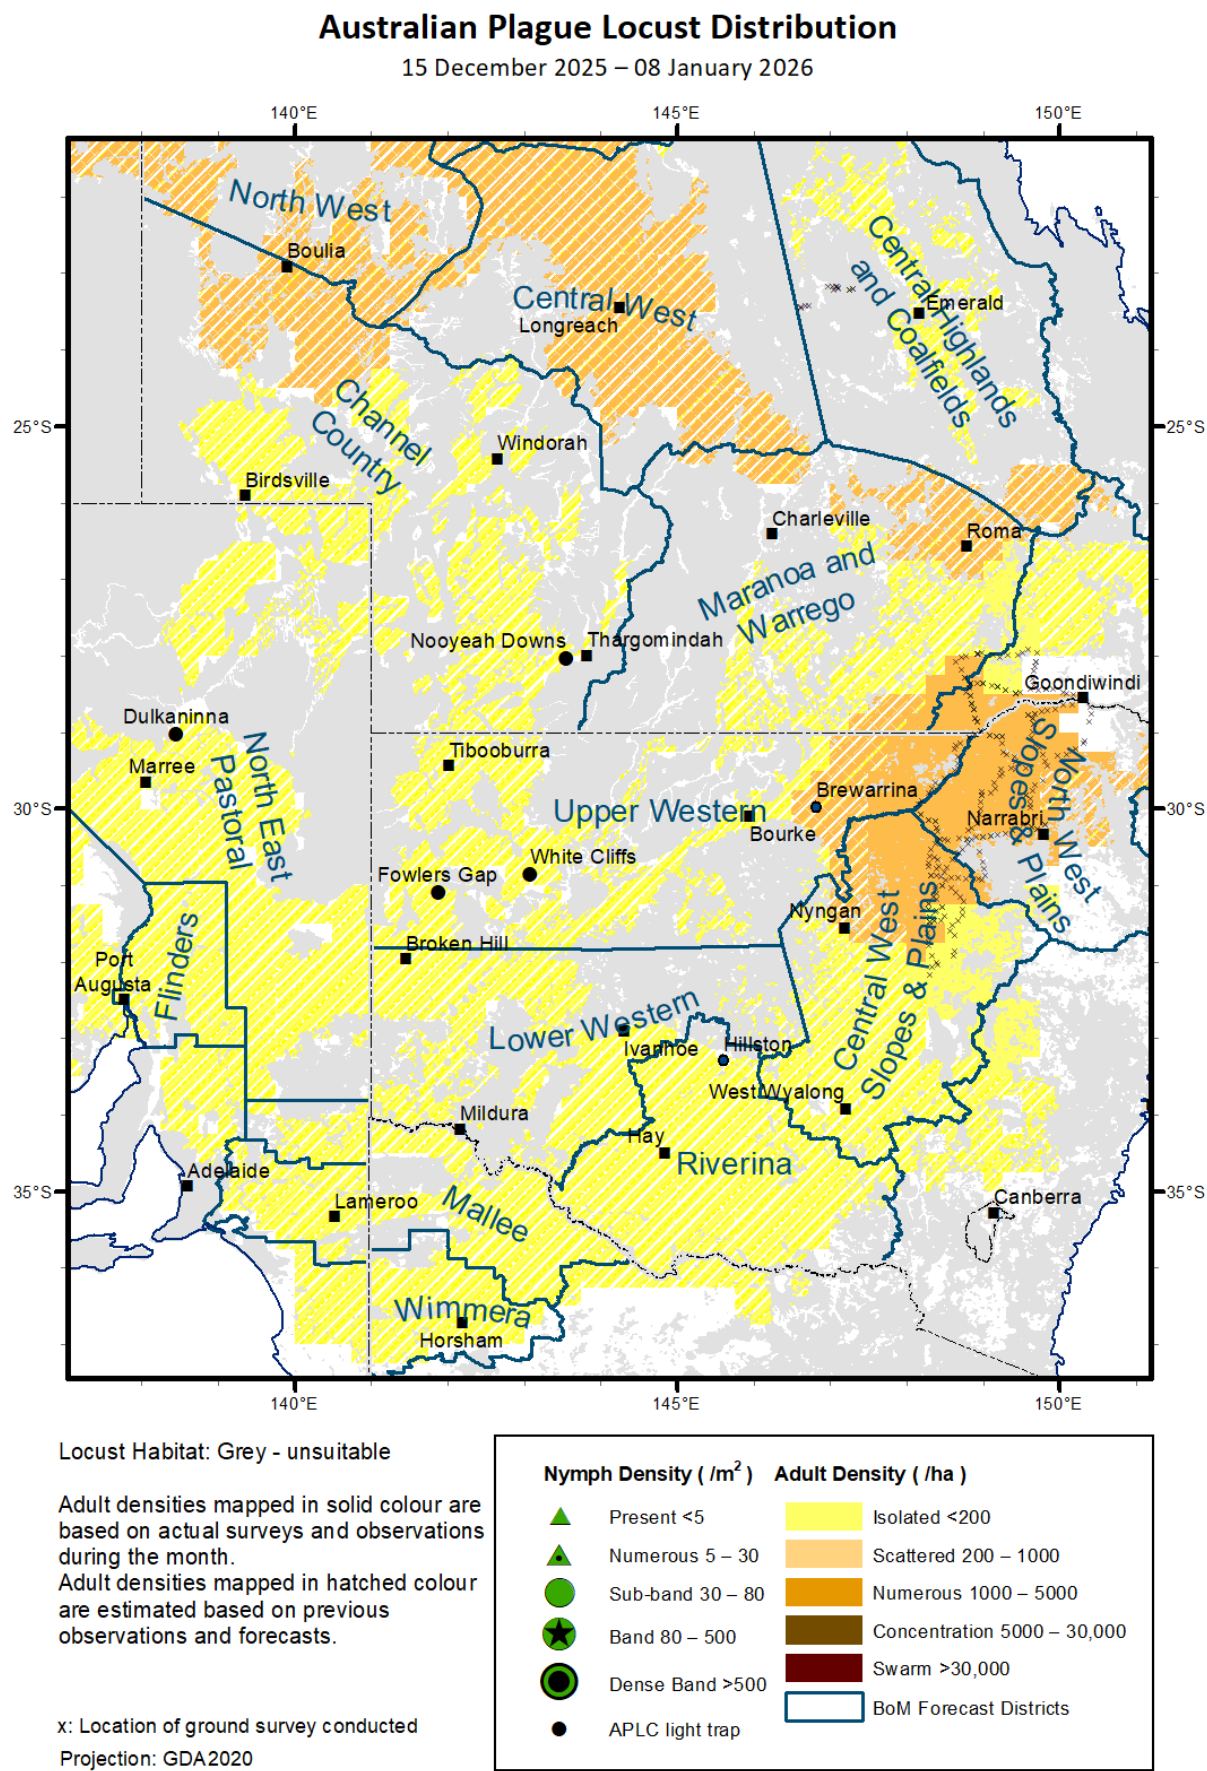 Australian Plague Locust Distribution
15 December 2025 – 08 January 2026
140°E 145°E 150°E
North West
Boulia
Central West
Longreach
Central Highlands
and Coalfields
Emerald
Channel
Country
25°S 25°S
Windorah
Birdsville
Charleville
Roma
Maranoa and
Warrego
Nooyeah Downs
Thargomindah
Goondiwindi
Dulkaninna
Marree
North East
Pastoral
Tibooburra
North West
Slopes & Plains
Plains
30°S 30°S
Upper Western
Bourke
Brewarrina
Narrabri
White Cliffs
Fowlers Gap
Nyngan
Broken Hill
Flinders
Port
Augusta
Central West
Slopes & Plains
Lower Western
Ivanhoe
Hillston
West Wyalong
Mildura
Hay
Riverina
Adelaide
35°S 35°S
Lameroo
Mallee
Canberra
Wimmera
Horsham
140°E 145°E 150°E
Locust Habitat: Grey - unsuitable
Adult densities mapped in solid colour are
based on actual surveys and observations
during the month.
Adult densities mapped in hatched colour
are estimated based on previous
observations and forecasts.
x: Location of ground survey conducted
Projection: GDA2020
Nymph Density ( /m² ) Adult Density ( /ha )
Present <5 Isolated <200
Numerous 5 – 30 Scattered 200 – 1000
Sub-band 30 – 80 Numerous 1000 – 5000
Band 80 – 500 Concentration 5000 – 30,000
Dense Band >500 Swarm >30,000
APLC light trap BoM Forecast Districts